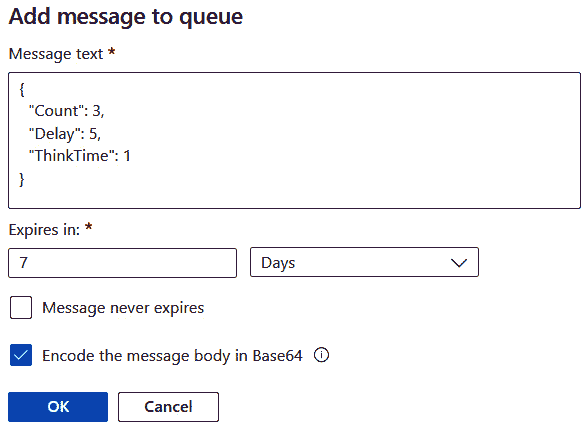 Add message to queue
Message text *
{
"Count": 3,
"Delay": 5,
"ThinkTime": 1
}
Expires in: *
7 Days
Message never expires
Encode the message body in Base64
OK Cancel